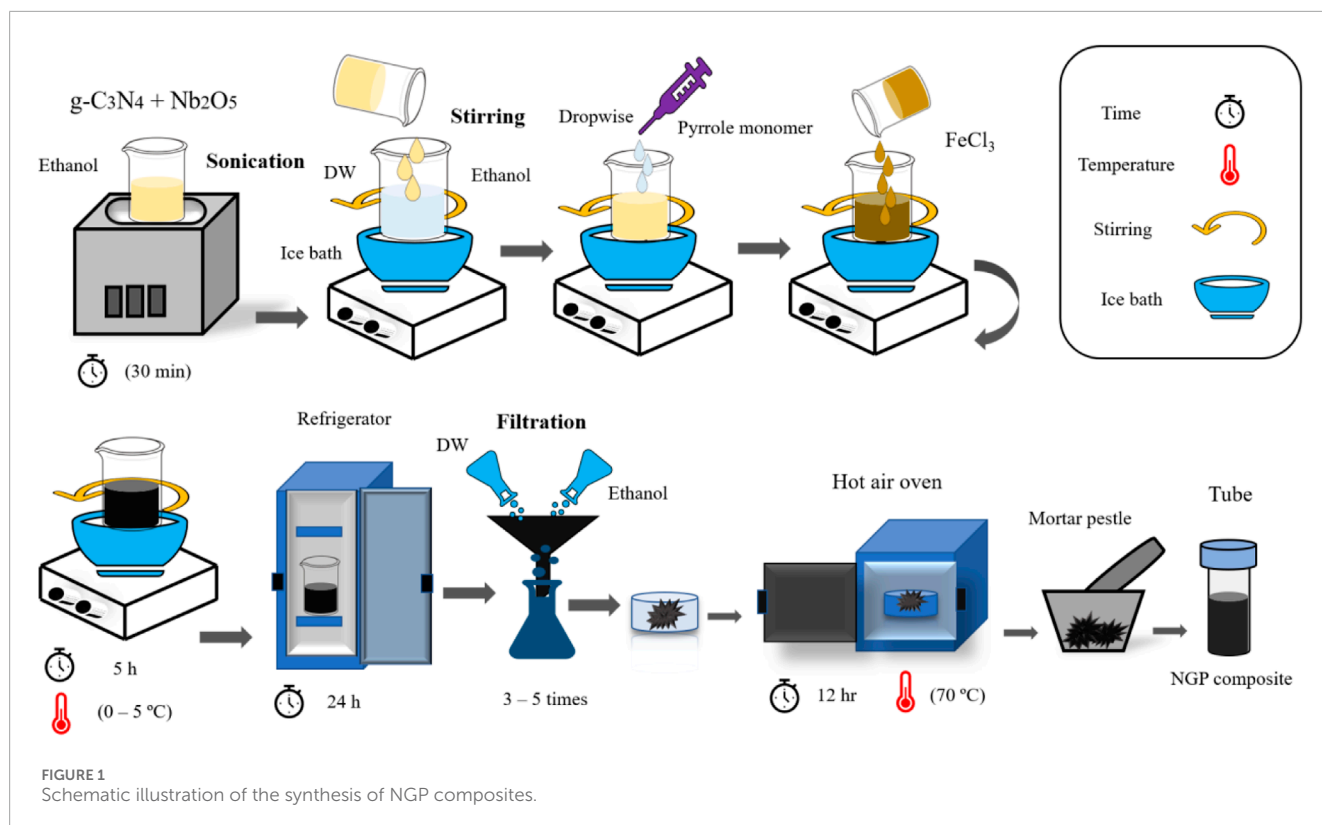 g-C₃N₄ + Nb₂O₅
Ethanol
Sonication
(30 min)
Stirring
DW
Ethanol
Ice bath
Dropwise
Pyrrole monomer
FeCl₃
Time
Temperature
Stirring
Ice bath
5 h
(0 – 5 ºC)
Refrigerator
24 h
Filtration
DW
Ethanol
3 – 5 times
Hot air oven
12 hr
(70 ºC)
Mortar pestle
Tube
NGP composite
FIGURE 1
Schematic illustration of the synthesis of NGP composites.